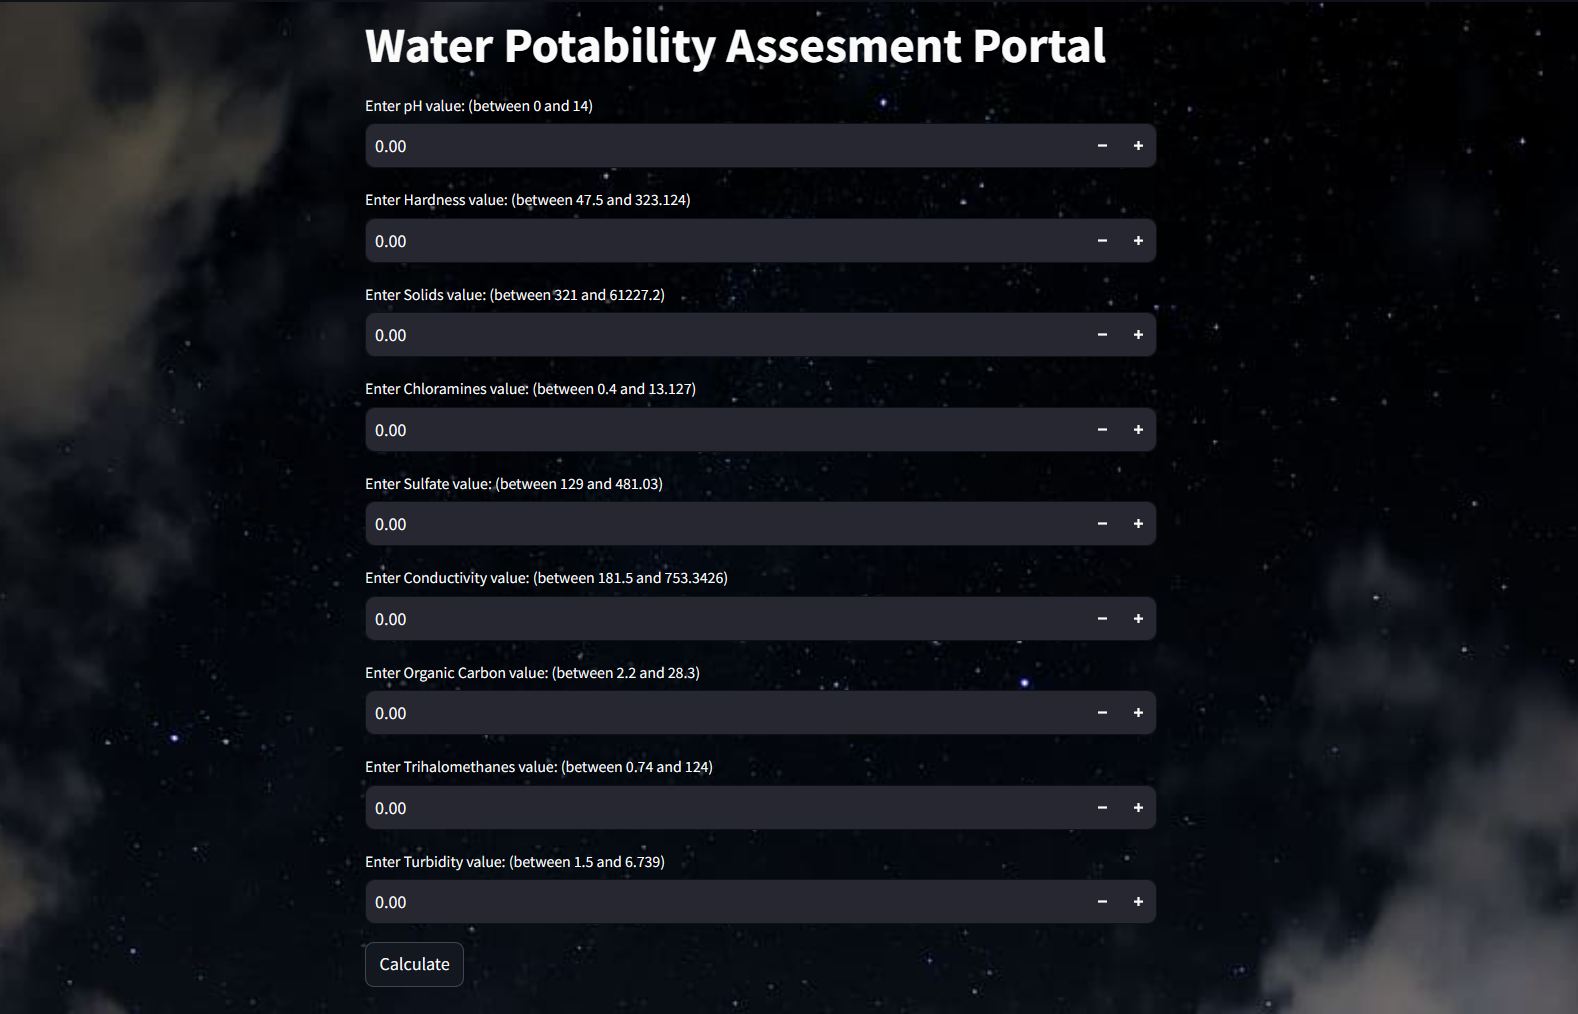 Water Potability Assesment Portal
Enter pH value: (between 0 and 14)
0.00
Enter Hardness value: (between 47.5 and 323.124)
0.00
Enter Solids value: (between 321 and 61227.2)
0.00
Enter Chloramines value: (between 0.4 and 13.127)
0.00
Enter Sulfate value: (between 129 and 481.03)
0.00
Enter Conductivity value: (between 181.5 and 753.3426)
0.00
Enter Organic Carbon value: (between 2.2 and 28.3)
0.00
Enter Trihalomethanes value: (between 0.74 and 124)
0.00
Enter Turbidity value: (between 1.5 and 6.739)
0.00
Calculate